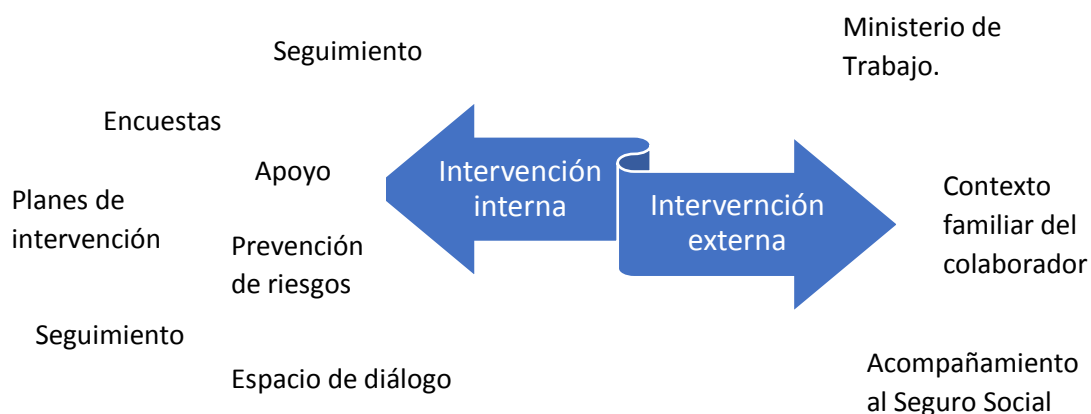 Ministerio de
Trabajo.
Seguimiento
Encuestas
Apoyo
Intervención
interna
Intervernción
externa
Planes de
intervención
Contexto
familiar del
colaborador
Prevención
de riesgos
Seguimiento
Espacio de diálogo
Acompañamiento
al Seguro Social